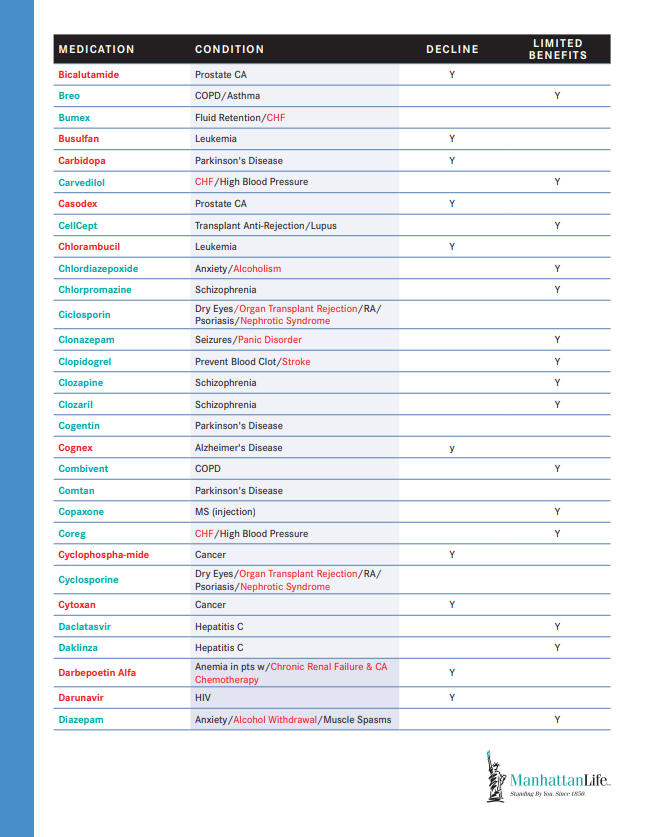 MEDICATION CONDITION DECLINE LIMITED BENEFITS
Bicalutamide Prostate CA Y
Breo COPD/Asthma Y
Bumex Fluid Retention/CHF
Busulfan Leukemia Y
Carbidopa Parkinson's Disease Y
Carvedilol CHF/High Blood Pressure Y
Casodex Prostate CA Y
CellCept Transplant Anti-Rejection/Lupus Y
Chlorambucil Leukemia Y
Chlordiazepoxide Anxiety/Alcoholism Y
Chlorpromazine Schizophrenia Y
Ciclosporin Dry Eyes/Organ Transplant Rejection/RA/
Psoriasis/Nephrotic Syndrome
Clonazepam Seizures/Panic Disorder Y
Clopidogrel Prevent Blood Clot/Stroke Y
Clozapine Schizophrenia Y
Clozaril Schizophrenia Y
Cogentin Parkinson's Disease
Cognex Alzheimer's Disease y
Combivent COPD Y
Comtan Parkinson's Disease
Copaxone MS (injection) Y
Coreg CHF/High Blood Pressure Y
Cyclophospha-mide Cancer Y
Cyclosporine Dry Eyes/Organ Transplant Rejection/RA/
Psoriasis/Nephrotic Syndrome
Cytoxan Cancer Y
Daclatasvir Hepatitis C Y
Daklinza Hepatitis C Y
Darbepoetin Alfa Anemia in pts w/Chronic Renal Failure & CA Y
Chemotherapy
Darunavir HIV Y
Diazepam Anxiety/Alcohol Withdrawal/Muscle Spasms Y
ManhattanLife
Standing By You. Since 1850.